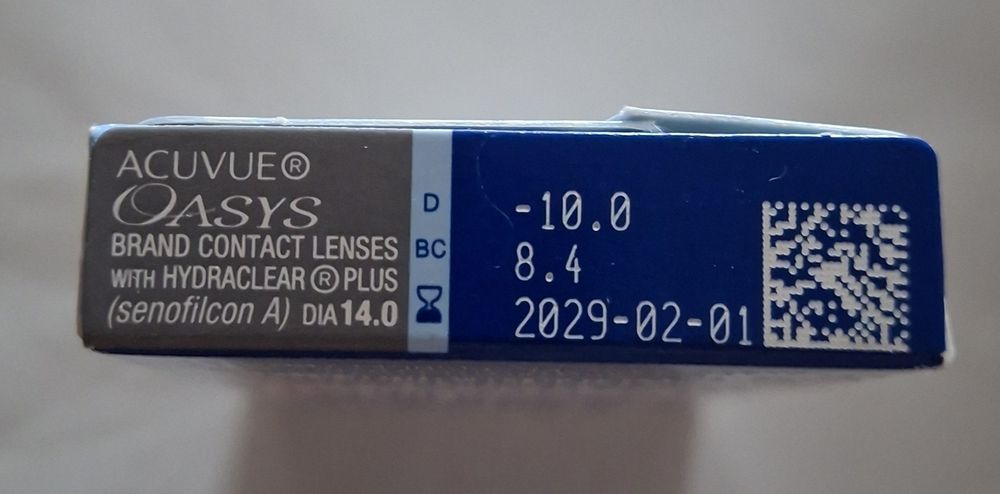 ACUVUE®
OASYS
BRAND CONTACT LENSES
WITH HYDRACLEAR® PLUS
(senofilcon A) DIA 14.0
D -10.0
BC 8.4
2029-02-01